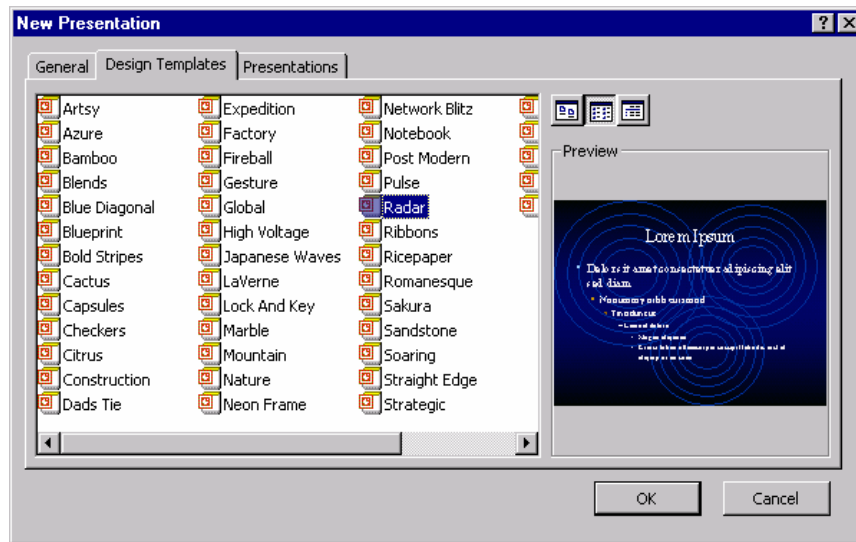 New Presentation
General Design Templates Presentations
Artsy
Azure
Bamboo
Blends
Blue Diagonal
Blueprint
Bold Stripes
Cactus
Capsules
Checkers
Citrus
Construction
Dads Tie
Expedition
Factory
Fireball
Gesture
Global
High Voltage
Japanese Waves
LaVerne
Lock And Key
Marble
Mountain
Nature
Neon Frame
Network Blitz
Notebook
Post Modern
Pulse
Radar
Ribbons
Ricepaper
Romanesque
Sakura
Sandstone
Soaring
Straight Edge
Strategic
Preview
Lorem Ipsum
sed diam
OK Cancel